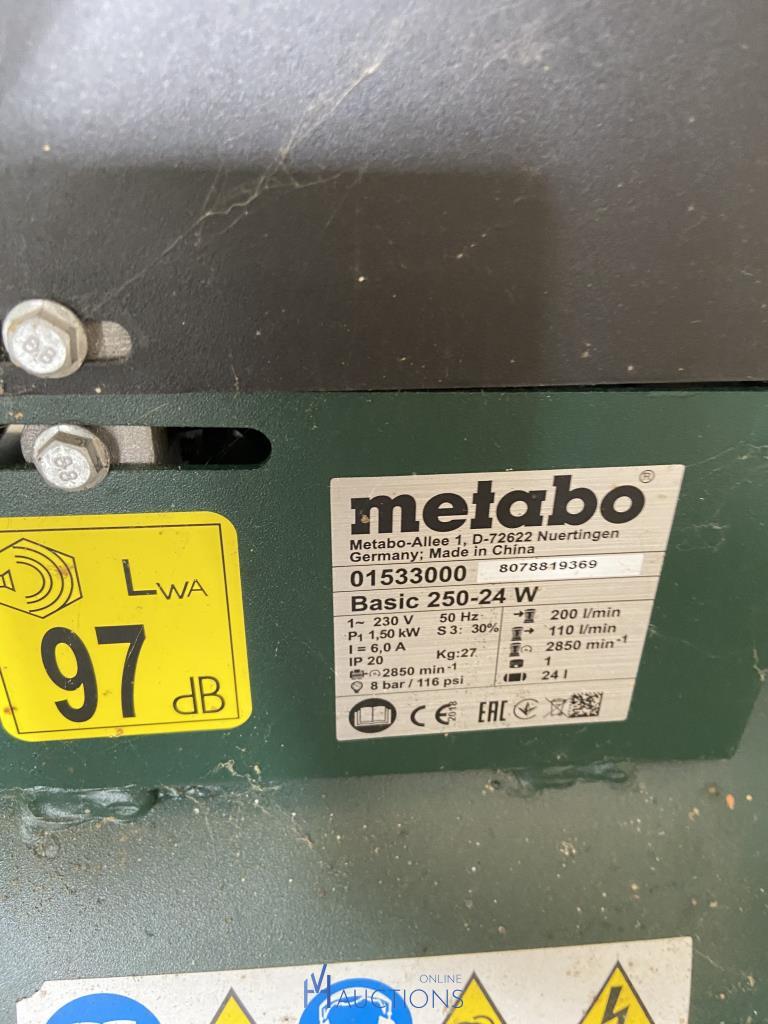 8.8
8.8
metabo®
Metabo-Allee 1, D-72622 Nuertingen
Germany; Made in China
01533000 8078819369
Basic 250-24 W
1~ 230 V 50 Hz
P1 1,50 kW S 3: 30%
I = 6,0 A
IP 20 Kg:27
2850 min-1
8 bar / 116 psi
200 l/min
110 l/min
2850 min-1
1
24 l
CE 2018 EAC
LWA
97
dB
VH ONLINE
AUCTIONS